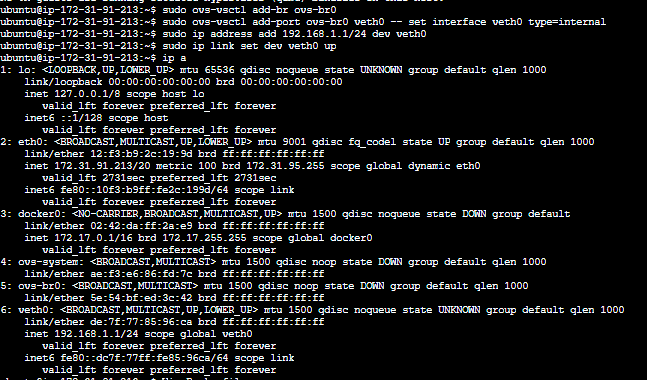 ubuntu@ip-172-31-91-213:~$ sudo ovs-vsctl add-br ovs-br0
ubuntu@ip-172-31-91-213:~$ sudo ovs-vsctl add-port ovs-br0 veth0 -- set interface veth0 type=internal
ubuntu@ip-172-31-91-213:~$ sudo ip address add 192.168.1.1/24 dev veth0
ubuntu@ip-172-31-91-213:~$ sudo ip link set dev veth0 up
ubuntu@ip-172-31-91-213:~$ ip a
1: lo: <LOOPBACK,UP,LOWER_UP> mtu 65536 qdisc noqueue state UNKNOWN group default qlen 1000
    link/loopback 00:00:00:00:00:00 brd 00:00:00:00:00:00
    inet 127.0.0.1/8 scope host lo
       valid_lft forever preferred_lft forever
    inet6 ::1/128 scope host
       valid_lft forever preferred_lft forever
2: eth0: <BROADCAST,MULTICAST,UP,LOWER_UP> mtu 9001 qdisc fq_codel state UP group default qlen 1000
    link/ether 12:f3:b9:2c:19:9d brd ff:ff:ff:ff:ff:ff
    inet 172.31.91.213/20 metric 100 brd 172.31.95.255 scope global dynamic eth0
       valid_lft 2731sec preferred_lft 2731sec
    inet6 fe80::10f3:b9ff:fe2c:199d/64 scope link
       valid_lft forever preferred_lft forever
3: docker0: <NO-CARRIER,BROADCAST,MULTICAST,UP> mtu 1500 qdisc noqueue state DOWN group default
    link/ether 02:42:da:ff:2a:e9 brd ff:ff:ff:ff:ff:ff
    inet 172.17.0.1/16 brd 172.17.255.255 scope global docker0
       valid_lft forever preferred_lft forever
4: ovs-system: <BROADCAST,MULTICAST> mtu 1500 qdisc noop state DOWN group default qlen 1000
    link/ether ae:f3:e6:86:fd:7c brd ff:ff:ff:ff:ff:ff
5: ovs-br0: <BROADCAST,MULTICAST> mtu 1500 qdisc noop state DOWN group default qlen 1000
    link/ether 5e:54:bf:ed:3c:42 brd ff:ff:ff:ff:ff:ff
6: veth0: <BROADCAST,MULTICAST,UP,LOWER_UP> mtu 1500 qdisc noqueue state UNKNOWN group default qlen 1000
    link/ether de:7f:77:85:96:ca brd ff:ff:ff:ff:ff:ff
    inet 192.168.1.1/24 scope global veth0
       valid_lft forever preferred_lft forever
    inet6 fe80::dc7f:77ff:fe85:96ca/64 scope link
       valid_lft forever preferred_lft forever